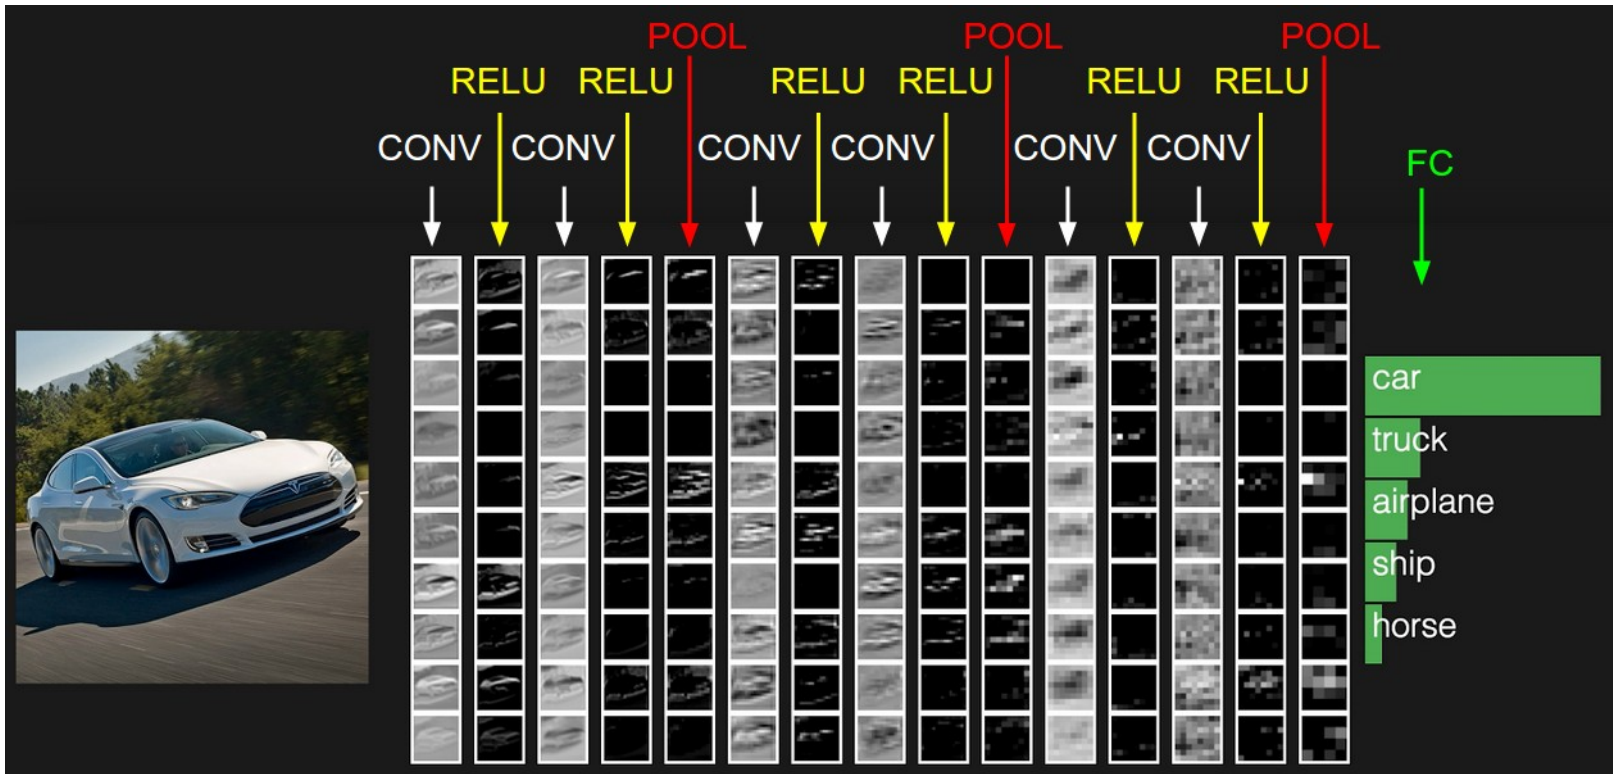 POOL POOL POOL
RELU RELU RELU RELU RELU RELU
CONV CONV CONV CONV CONV CONV
FC
car
truck
airplane
ship
horse